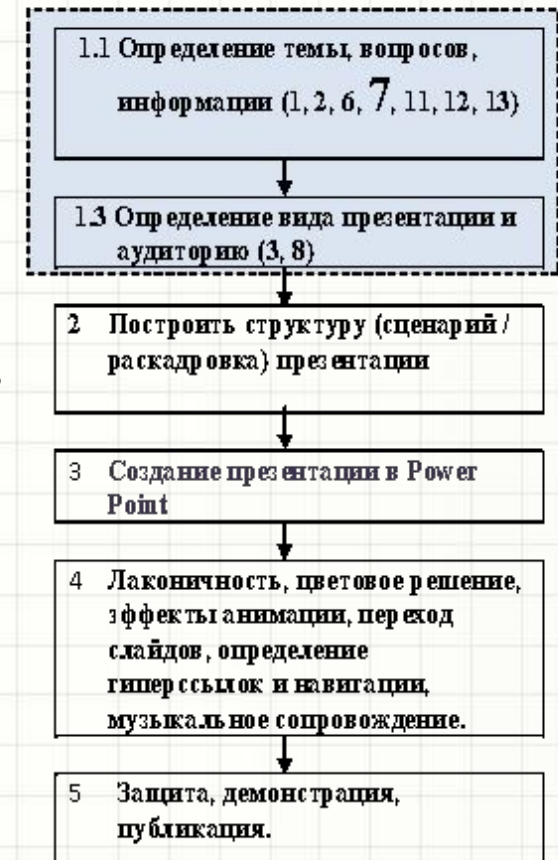 1.1 Определение темы, вопросов,
информации (1, 2, 6, 7, 11, 12, 13)
1.3 Определение вида презентации и
аудиторию (3, 8)
2 Построить структуру (сценарий /
раскадровка) презентации
3 Создание презентации в Power
Point
4 Лаконичность, цветовое решение,
эффекты анимации, переход
слайдов, определение
гиперссылок и навигации,
музыкальное сопровождение.
5 Защита, демонстрация,
публикация.